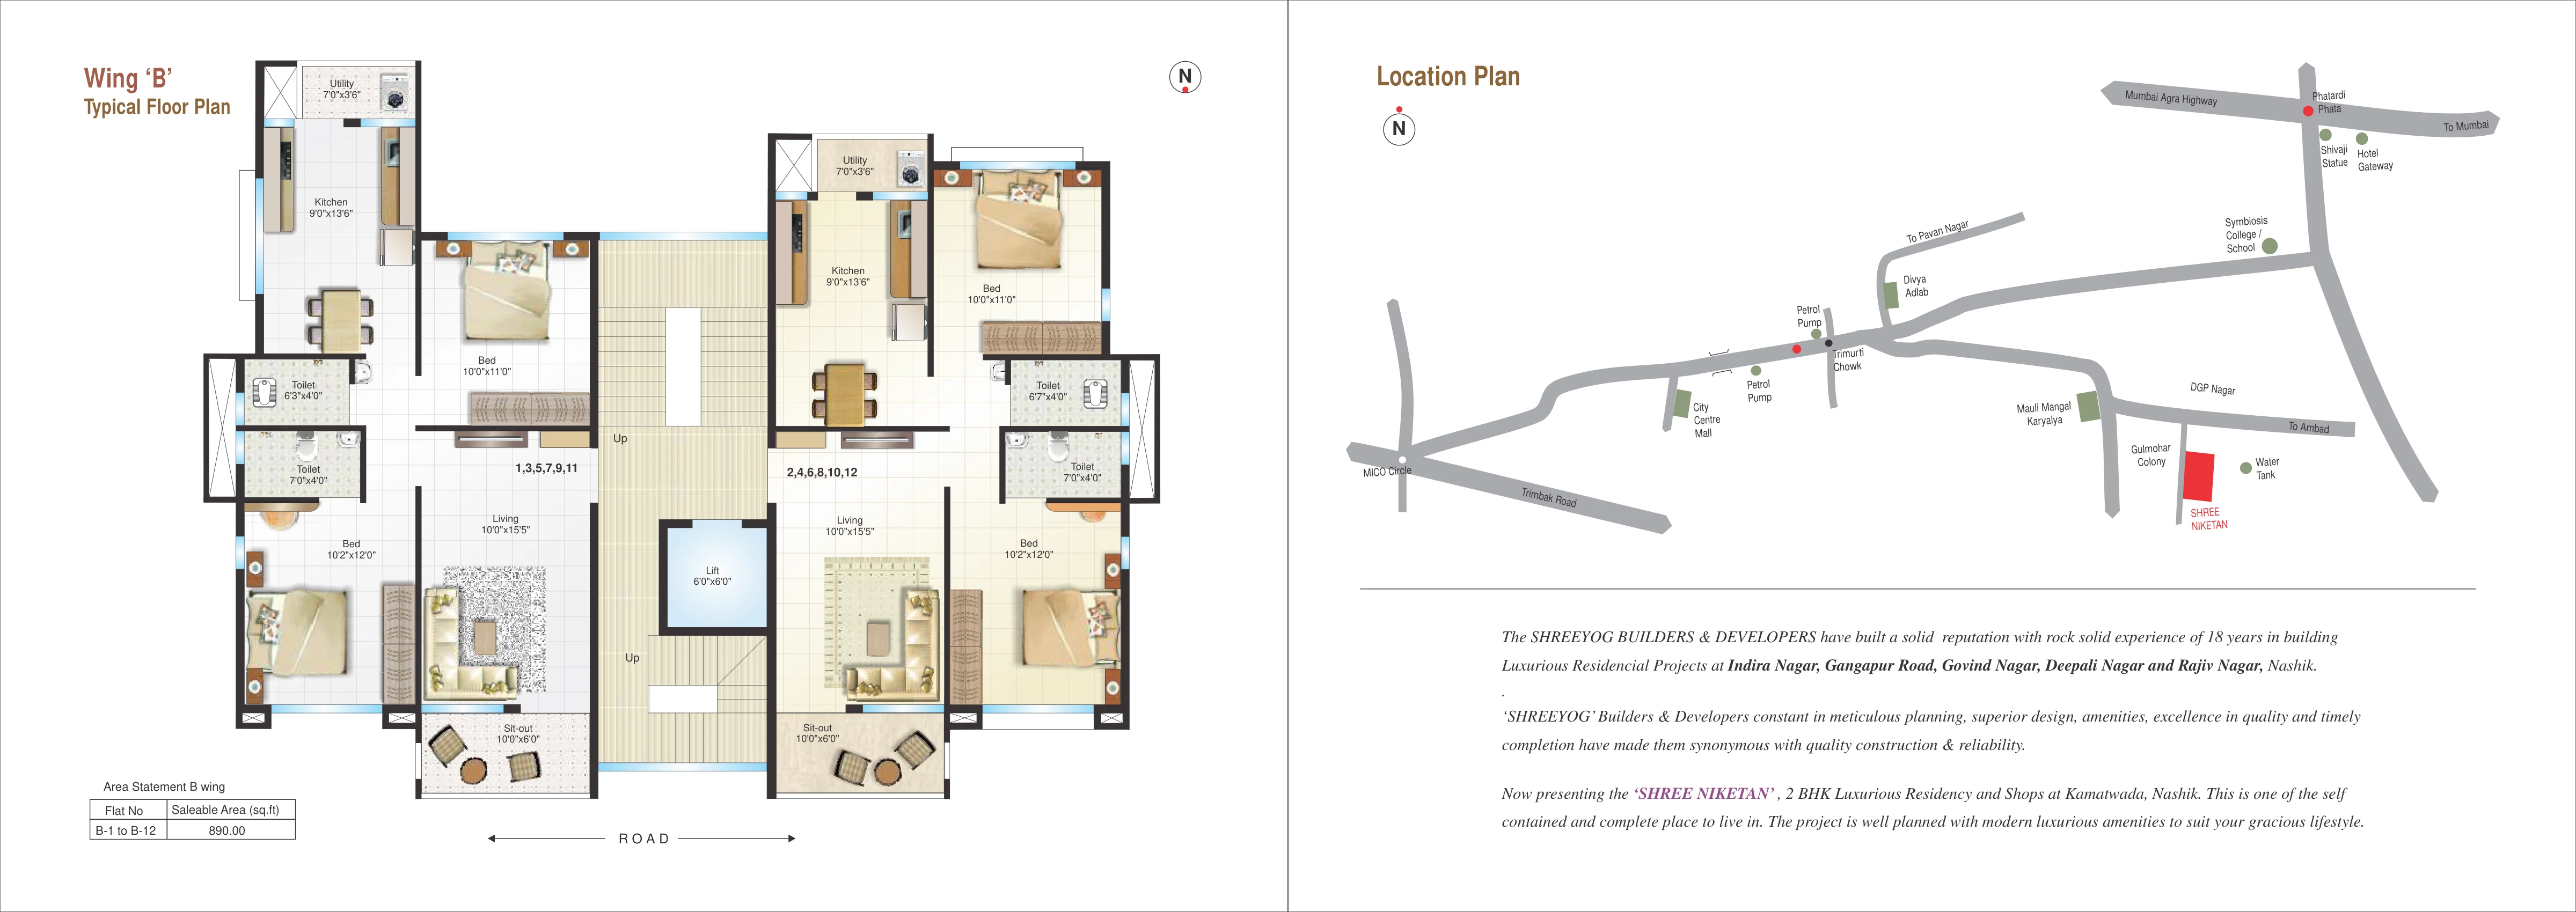 Wing ‘B’
Typical Floor Plan
N
Utility
7'0"x3'6"
Kitchen
9'0"x13'6"
Bed
10'0"x11'0"
Toilet
6'3"x4'0"
Toilet
7'0"x4'0"
Bed
10'2"x12'0"
1,3,5,7,9,11
Living
10'0"x15'5"
Sit-out
10'0"x6'0"
Up
Lift
6'0"x6'0"
Up
Utility
7'0"x3'6"
Kitchen
9'0"x13'6"
Bed
10'0"x11'0"
Toilet
6'7"x4'0"
Toilet
7'0"x4'0"
2,4,6,8,10,12
Living
10'0"x15'5"
Bed
10'2"x12'0"
Sit-out
10'0"x6'0"
Area Statement B wing
Flat No Saleable Area (sq.ft)
B-1 to B-12 890.00
ROAD
Location Plan
N
Mumbai Agra Highway
Phatardi
Phata
To Mumbai
Shivaji
Statue
Hotel
Gateway
Symbiosis
College /
School
To Pavan Nagar
Divya
Adlab
Petrol
Pump
Trimurti
Chowk
Petrol
Pump
City
Centre
Mall
MICO Circle
Trimbak Road
Mauli Mangal
Karyalya
DGP Nagar
To Ambad
Gulmohar
Colony
Water
Tank
SHREE
NIKETAN
The SHREEYOG BUILDERS & DEVELOPERS have built a solid reputation with rock solid experience of 18 years in building
Luxurious Residencial Projects at Indira Nagar, Gangapur Road, Govind Nagar, Deepali Nagar and Rajiv Nagar, Nashik.
.
‘SHREEYOG’ Builders & Developers constant in meticulous planning, superior design, amenities, excellence in quality and timely
completion have made them synonymous with quality construction & reliability.
Now presenting the ‘SHREE NIKETAN’ , 2 BHK Luxurious Residency and Shops at Kamatwada, Nashik. This is one of the self
contained and complete place to live in. The project is well planned with modern luxurious amenities to suit your gracious lifestyle.